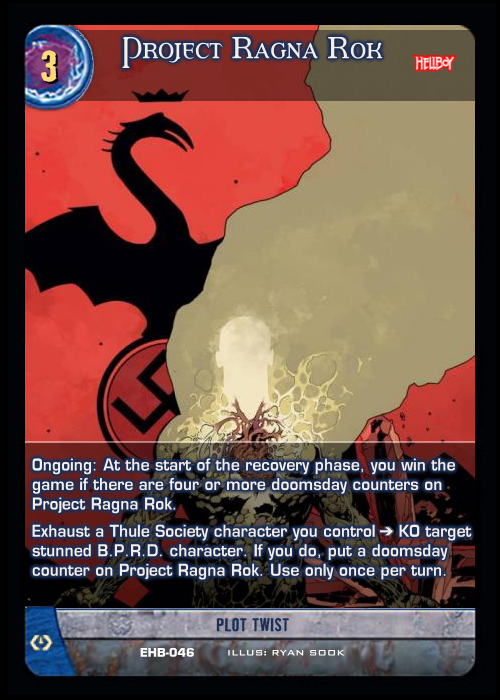 3
Project Ragna Rok
HELLBOY
Ongoing: At the start of the recovery phase, you win the
game if there are four or more doomsday counters on
Project Ragna Rok.
Exhaust a Thule Society character you control ➔ KO target
stunned B.P.R.D. character. If you do, put a doomsday
counter on Project Ragna Rok. Use only once per turn.
PLOT TWIST
EHB-046 ILLUS: RYAN SOOK